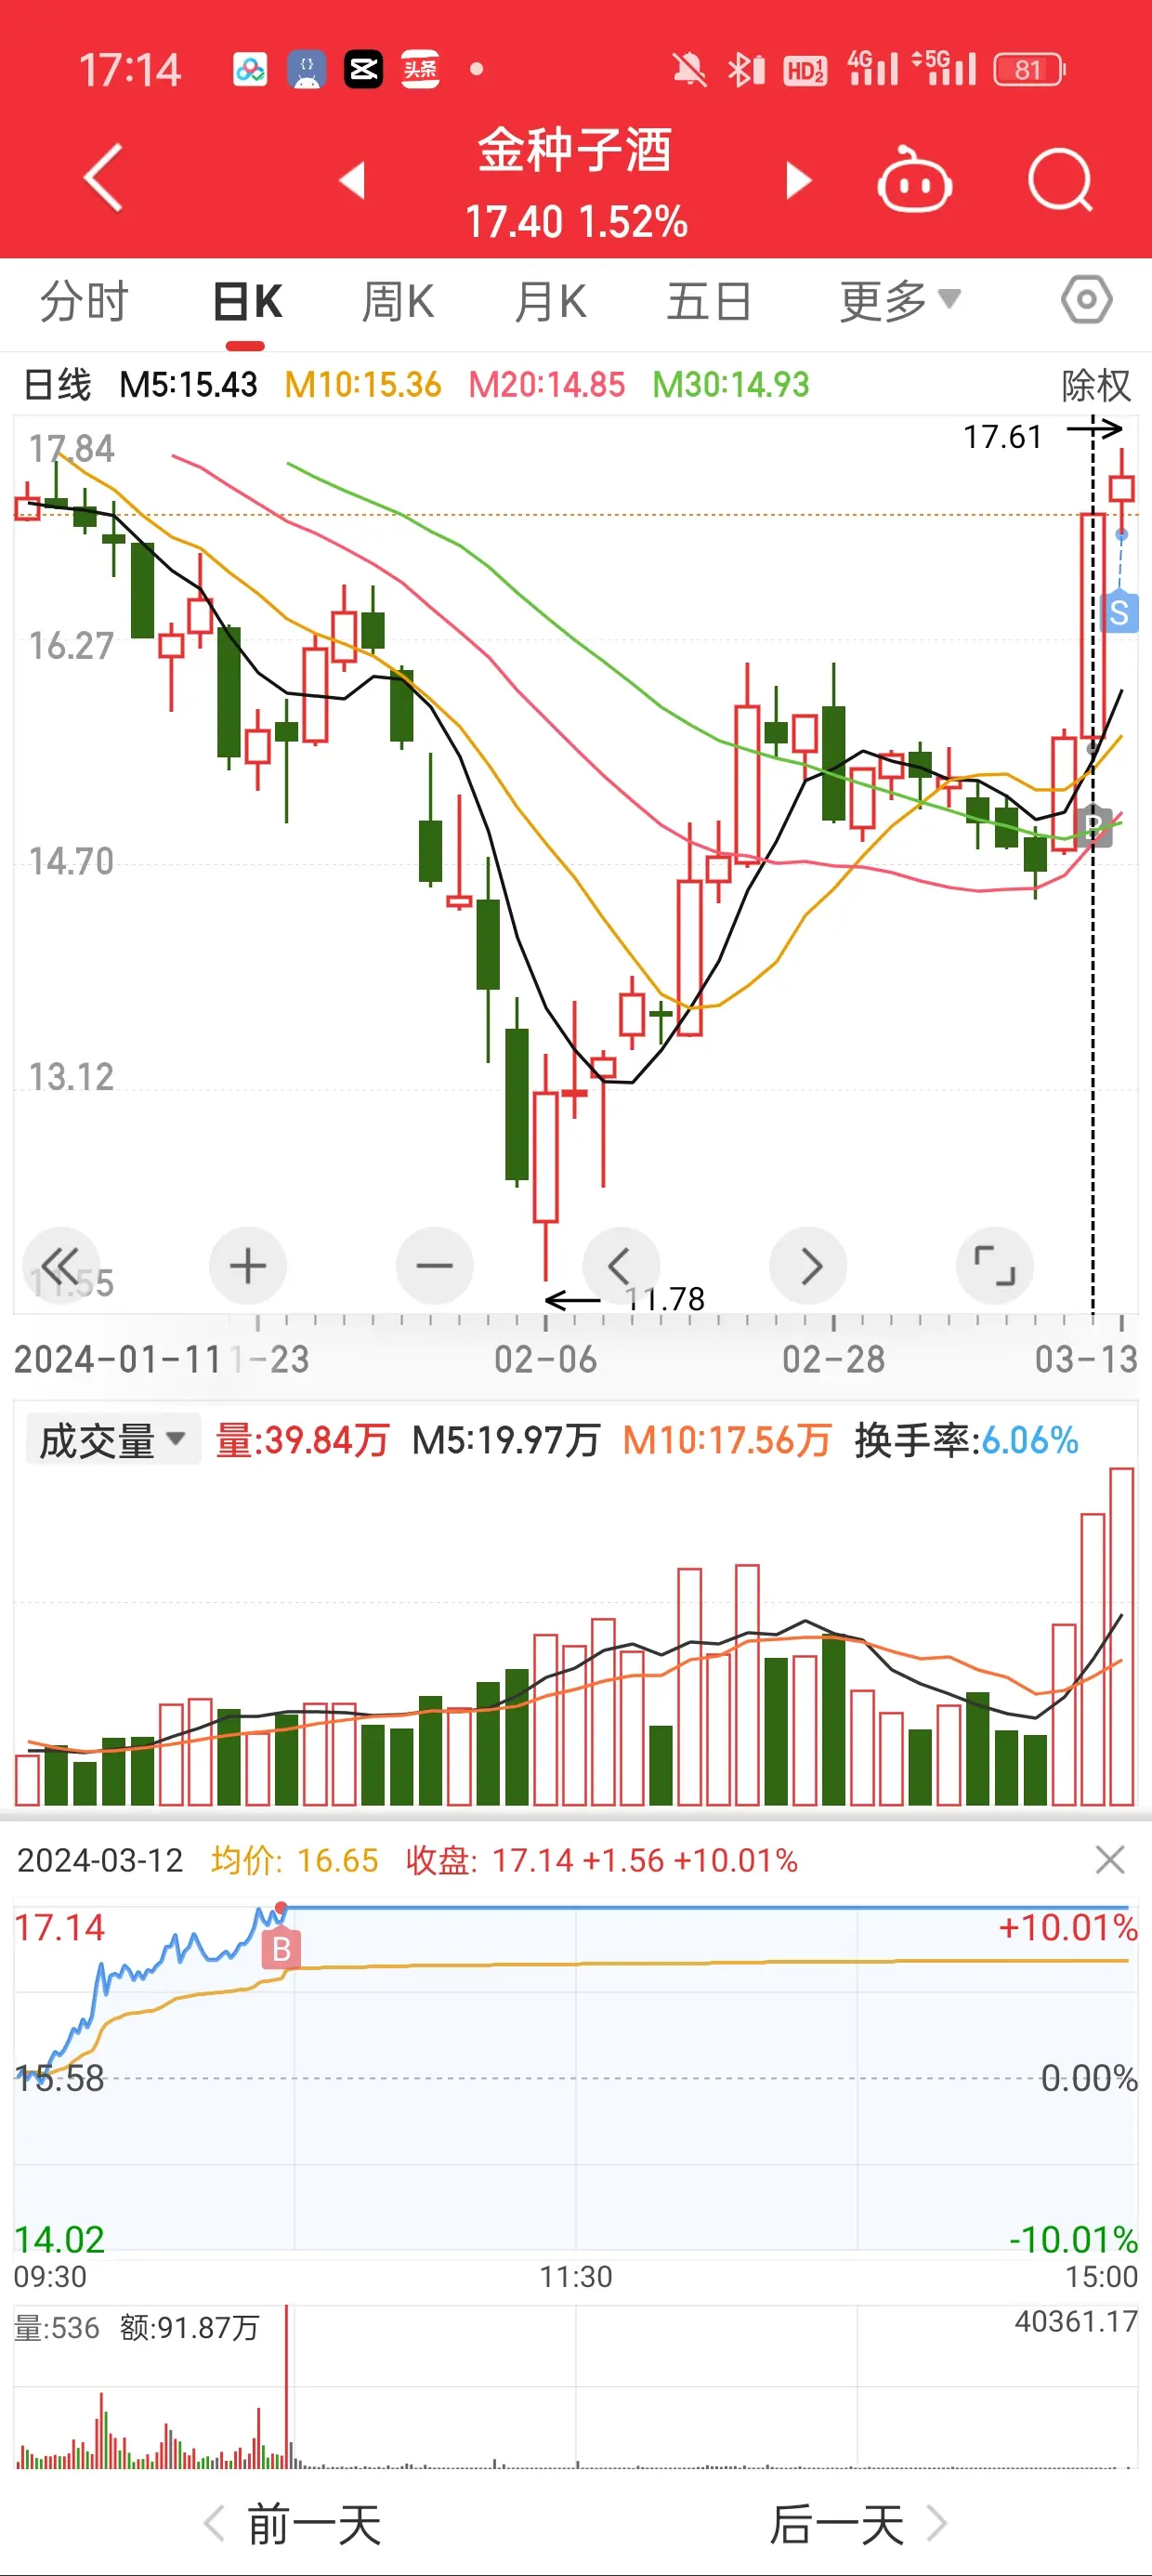 17:14 头条 HD 1 2 4G 5G 81
金种子酒
17.40 1.52%
分时 日K 周K 月K 五日 更多
日线 M5:15.43 M10:15.36 M20:14.85 M30:14.93 除权
17.84
17.61
16.27
S
P
14.70
13.12
11.78
2024-01-11 1-23 02-06 02-28 03-13
成交量 量:39.84万 M5:19.97万 M10:17.56万 换手率:6.06%
2024-03-12 均价: 16.65 收盘: 17.14 +1.56 +10.01%
17.14 +10.01%
B
15.58 0.00%
14.02 -10.01%
09:30 11:30 15:00
量:536 额:91.87万 40361.17
前一天 后一天